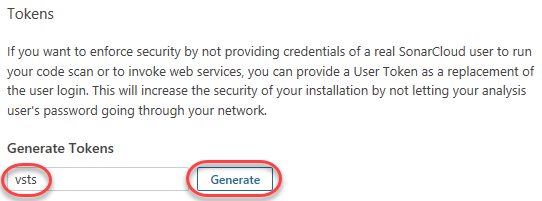 Tokens
If you want to enforce security by not providing credentials of a real SonarCloud user to run
your code scan or to invoke web services, you can provide a User Token as a replacement of
the user login. This will increase the security of your installation by not letting your analysis
user's password going through your network.
Generate Tokens
vsts Generate